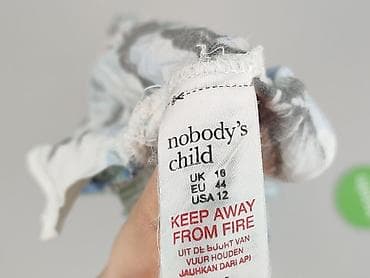 nobody's
child
UK 16
EU 44
USA 12
KEEP AWAY
FROM FIRE
UIT DE BUURT VAN
VUUR HOUDEN
JAUHKAN DARI API